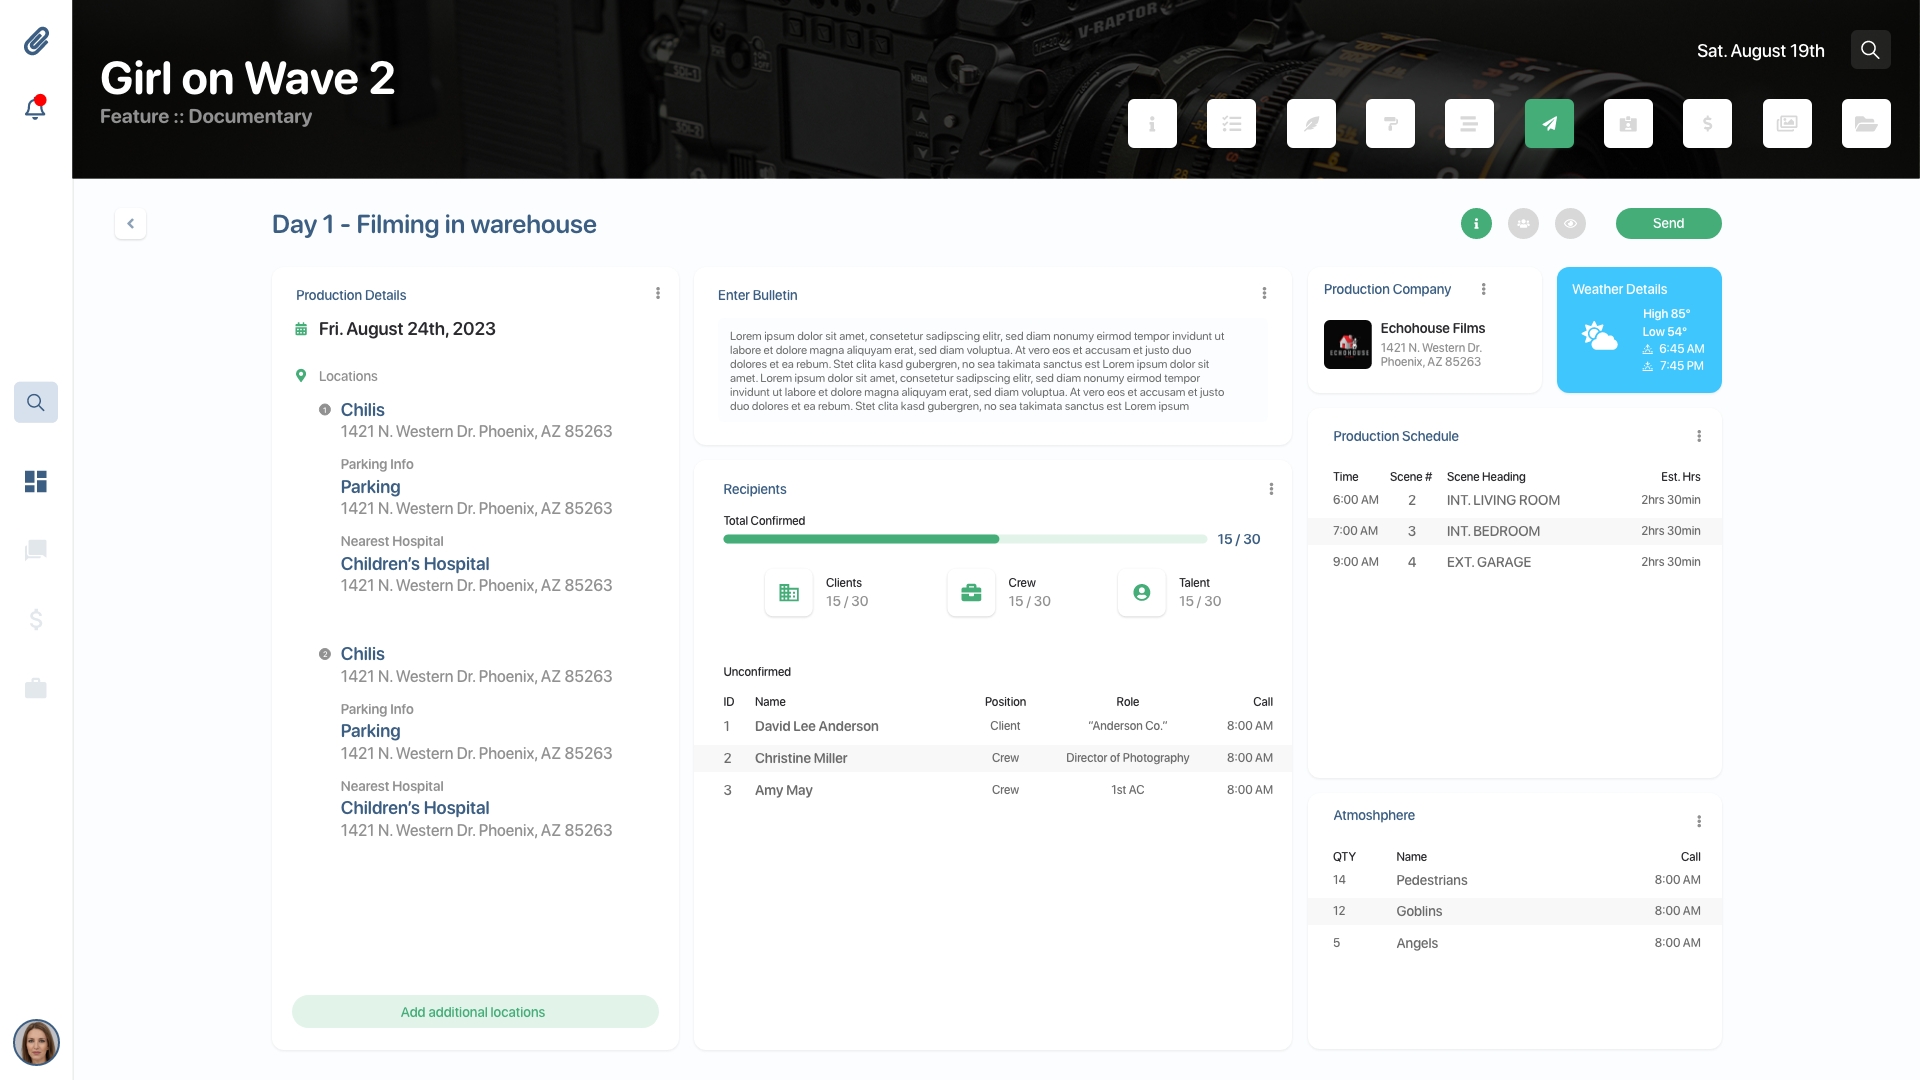 Girl on Wave 2
Feature :: Documentary
V-RAPTOR
Sat. August 19th
Day 1 - Filming in warehouse
Send
Production Details
Fri. August 24th, 2023
Locations
1
Chilis
1421 N. Western Dr. Phoenix, AZ 85263
Parking Info
Parking
1421 N. Western Dr. Phoenix, AZ 85263
Nearest Hospital
Children’s Hospital
1421 N. Western Dr. Phoenix, AZ 85263
2
Chilis
1421 N. Western Dr. Phoenix, AZ 85263
Parking Info
Parking
1421 N. Western Dr. Phoenix, AZ 85263
Nearest Hospital
Children’s Hospital
1421 N. Western Dr. Phoenix, AZ 85263
Add additional locations
Enter Bulletin
Lorem ipsum dolor sit amet, consetetur sadipscing elitr, sed diam nonumy eirmod tempor invidunt ut
labore et dolore magna aliquyam erat, sed diam voluptua. At vero eos et accusam et justo duo
dolores et ea rebum. Stet clita kasd gubergren, no sea takimata sanctus est Lorem ipsum dolor sit
amet. Lorem ipsum dolor sit amet, consetetur sadipscing elitr, sed diam nonumy eirmod tempor
invidunt ut labore et dolore magna aliquyam erat, sed diam voluptua. At vero eos et accusam et justo
duo dolores et ea rebum. Stet clita kasd gubergren, no sea takimata sanctus est Lorem ipsum
Recipients
Total Confirmed
15 / 30
Clients
15 / 30
Crew
15 / 30
Talent
15 / 30
Unconfirmed
ID Name Position Role Call
1 David Lee Anderson Client “Anderson Co.” 8:00 AM
2 Christine Miller Crew Director of Photography 8:00 AM
3 Amy May Crew 1st AC 8:00 AM
Production Company
ECHOHOUSE
Echohouse Films
1421 N. Western Dr.
Phoenix, AZ 85263
Weather Details
High 85°
Low 54°
6:45 AM
7:45 PM
Production Schedule
Time Scene # Scene Heading Est. Hrs
6:00 AM 2 INT. LIVING ROOM 2hrs 30min
7:00 AM 3 INT. BEDROOM 2hrs 30min
9:00 AM 4 EXT. GARAGE 2hrs 30min
Atmoshphere
QTY Name Call
14 Pedestrians 8:00 AM
12 Goblins 8:00 AM
5 Angels 8:00 AM